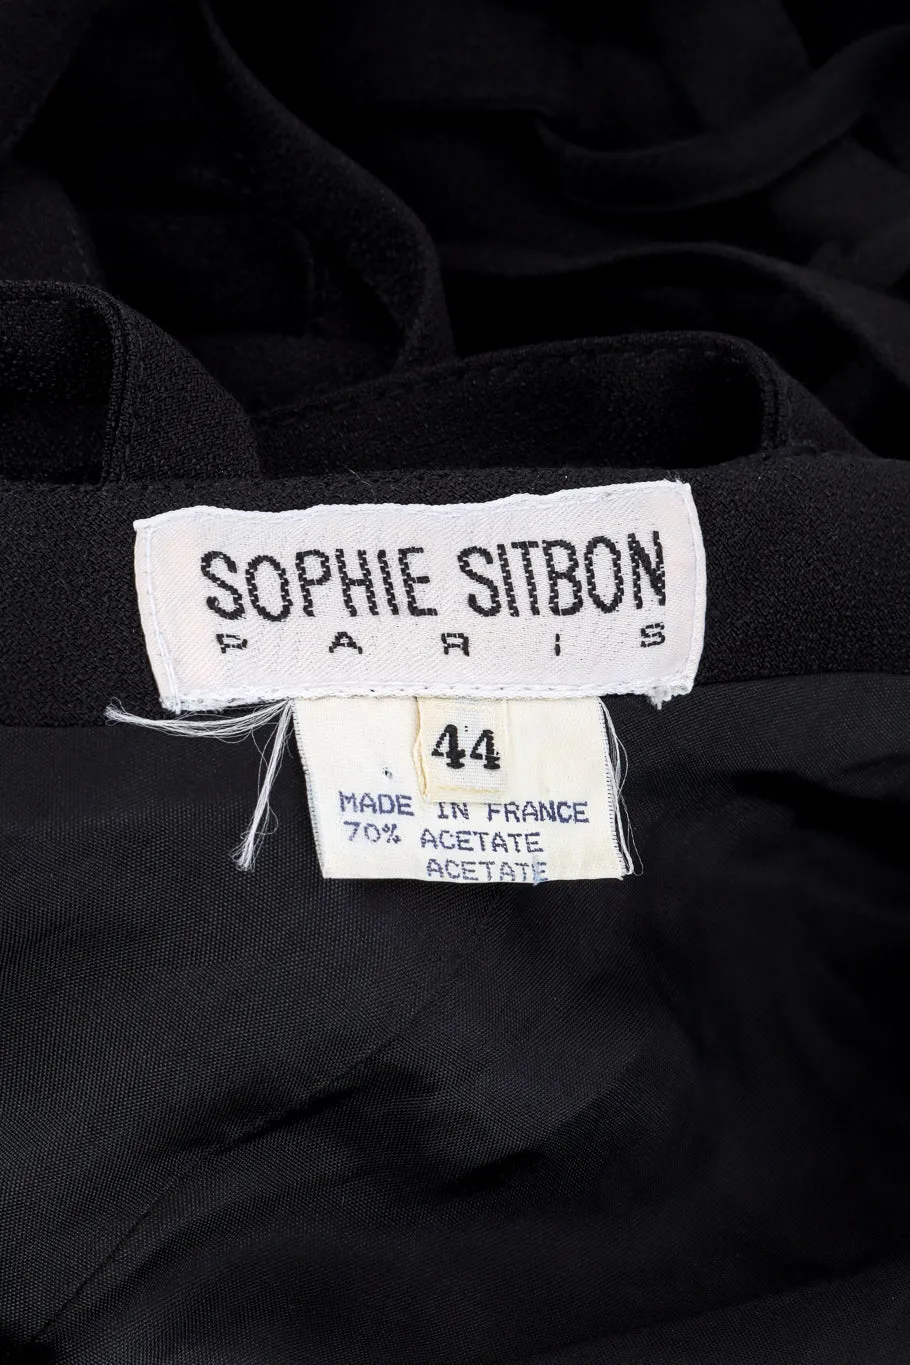 SOPHIE SITBON
PARIS
44
MADE IN FRANCE
70% ACETATE
ACETATE